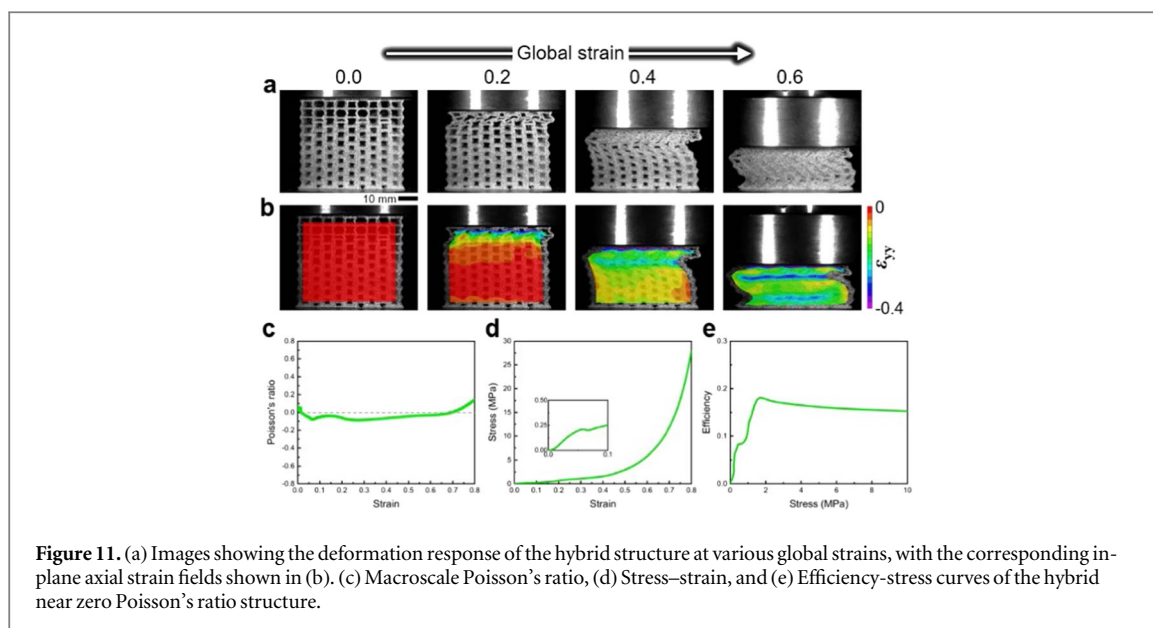 Global strain
0.0 0.2 0.4 0.6
a
10 mm
b
0
εyy
-0.4
c d e
0.8
0.6
0.4
0.2
0.0
-0.2
-0.4
-0.6
-0.8
Poisson's ratio
0.0 0.1 0.2 0.3 0.4 0.5 0.6 0.7 0.8
Strain
30
25
20
15
10
5
0
Stress (MPa)
0.50
0.25
0.00
0.0 0.1
0.0 0.1 0.2 0.3 0.4 0.5 0.6 0.7 0.8
Strain
0.3
0.2
0.1
0.0
Efficiency
0 2 4 6 8 10
Stress (MPa)
Figure 11. (a) Images showing the deformation response of the hybrid structure at various global strains, with the corresponding in-
plane axial strain fields shown in (b). (c) Macroscale Poisson's ratio, (d) Stress–strain, and (e) Efficiency-stress curves of the hybrid
near zero Poisson's ratio structure.